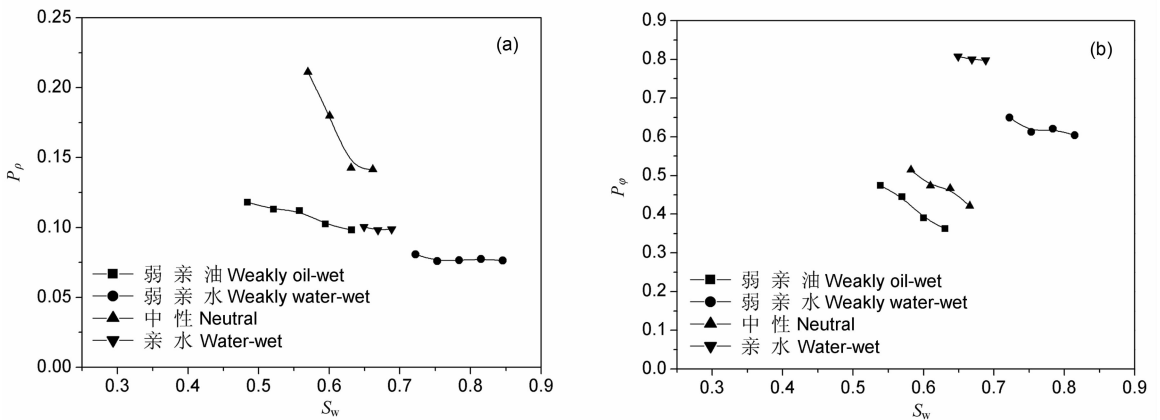 0.25
(a)
0.20
0.15
Pρ
0.10
弱 亲 油 Weakly oil-wet
0.05
弱 亲 水 Weakly water-wet
中 性 Neutral
亲 水 Water-wet
0.00
0.3 0.4 0.5 0.6 0.7 0.8 0.9
Sw
0.9
(b)
0.8
0.7
0.6
0.5
Pφ
0.4
0.3
弱 亲 油 Weakly oil-wet
0.2
弱 亲 水 Weakly water-wet
中 性 Neutral
0.1
亲 水 Water-wet
0.0
0.3 0.4 0.5 0.6 0.7 0.8 0.9
Sw